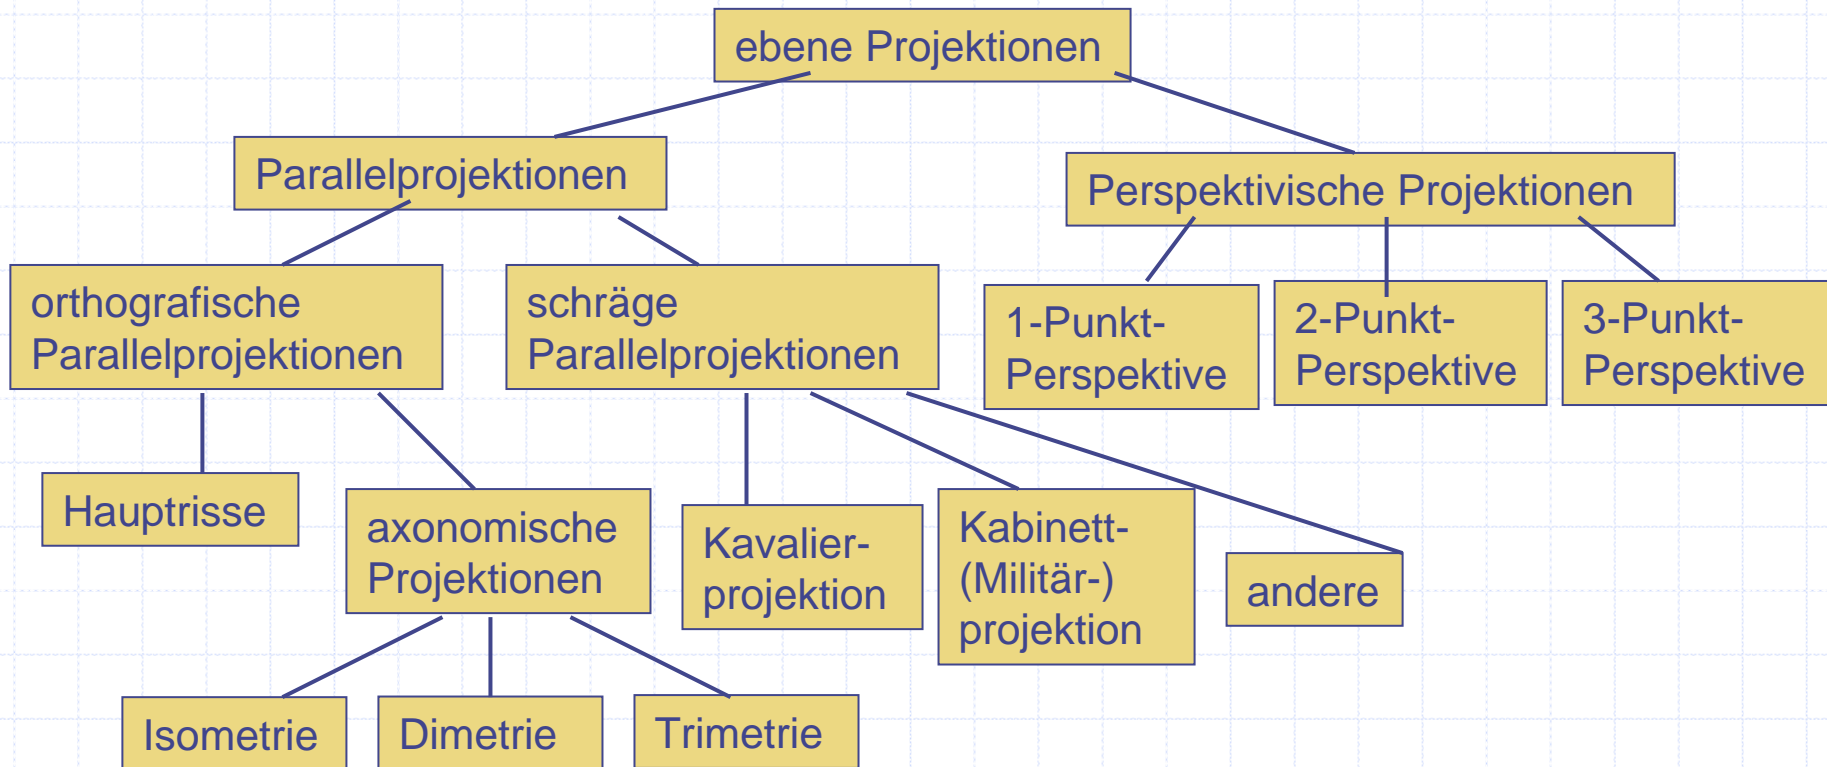 ebene Projektionen
Parallelprojektionen
Perspektivische Projektionen
orthografische
Parallelprojektionen
schräge
Parallelprojektionen
1-Punkt-
Perspektive
2-Punkt-
Perspektive
3-Punkt-
Perspektive
Hauptrisse
axonomische
Projektionen
Kavalier-
projektion
Kabinett-
(Militär-)
projektion
andere
Isometrie
Dimetrie
Trimetrie